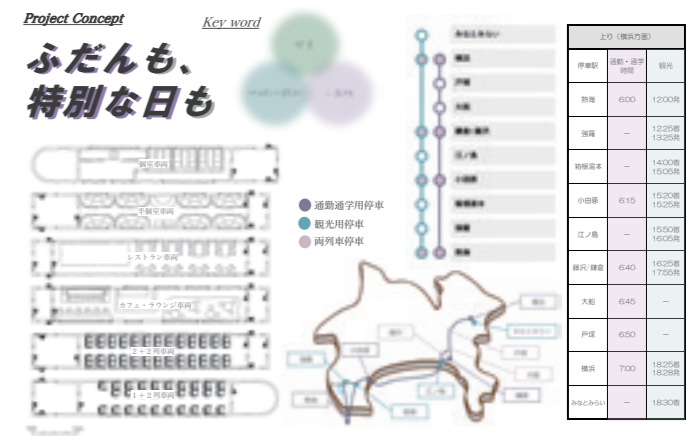 Project Concept
Key word
ふだんも、
特別な日も
個室車両
半個室車両
レストラン車両
カフェ・ラウンジ車両
2+2列車両
1+2列車両
通勤通学用停車
観光用停車
両列車停車
みなとみらい
横浜
戸塚
大船
鎌倉/藤沢
江ノ島
小田原
箱根湯本
強羅
熱海
上り（横浜方面）
停車駅 通勤・通学時間 観光
熱海 6:00 12:00発
強羅 － 12:25着 13:25発
箱根湯本 － 14:00着 15:05発
小田原 6:15 15:20着 15:25発
江ノ島 － 15:50着 16:05発
藤沢/鎌倉 6:40 16:25着 17:55発
大船 6:45 －
戸塚 6:50 －
横浜 7:00 18:25着 18:28発
みなとみらい － 18:30着